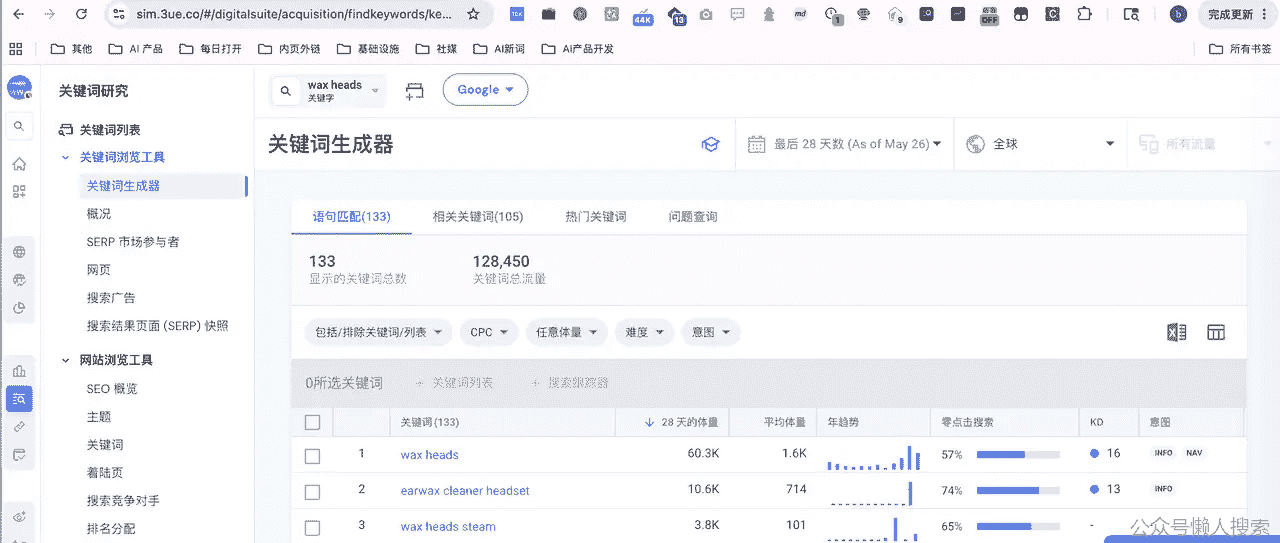 sim.3ue.co/#/digitalsuite/acquisition/findkeywords/ke...
12K
44K
13
md
1
9
OFF
b
完成更新
其他
AI 产品
每日打开
内页外链
基础设施
社媒
AI新词
AI产品开发
所有书签
关键词研究
关键词列表
关键词浏览工具
关键词生成器
概况
SERP 市场参与者
网页
搜索广告
搜索结果页面 (SERP) 快照
网站浏览工具
SEO 概览
主题
关键词
着陆页
搜索竞争对手
排名分配
wax heads
关键字
Google
关键词生成器
最后 28 天数 (As of May 26)
全球
所有流量
语句匹配(133)
相关关键词(105)
热门关键词
问题查询
133
128,450
显示的关键词总数
关键词总流量
包括/排除关键词/列表
CPC
任意体量
难度
意图
0所选关键词
+ 关键词列表
+ 搜索跟踪器
关键词(133)
↓ 28 天的体量
平均体量
年趋势
零点击搜索
KD
意图
1 wax heads 60.3K 1.6K 57% 16 INFO NAV
2 earwax cleaner headset 10.6K 714 74% 13 INFO
3 wax heads steam 3.8K 101 65% -
公众号懒人搜索